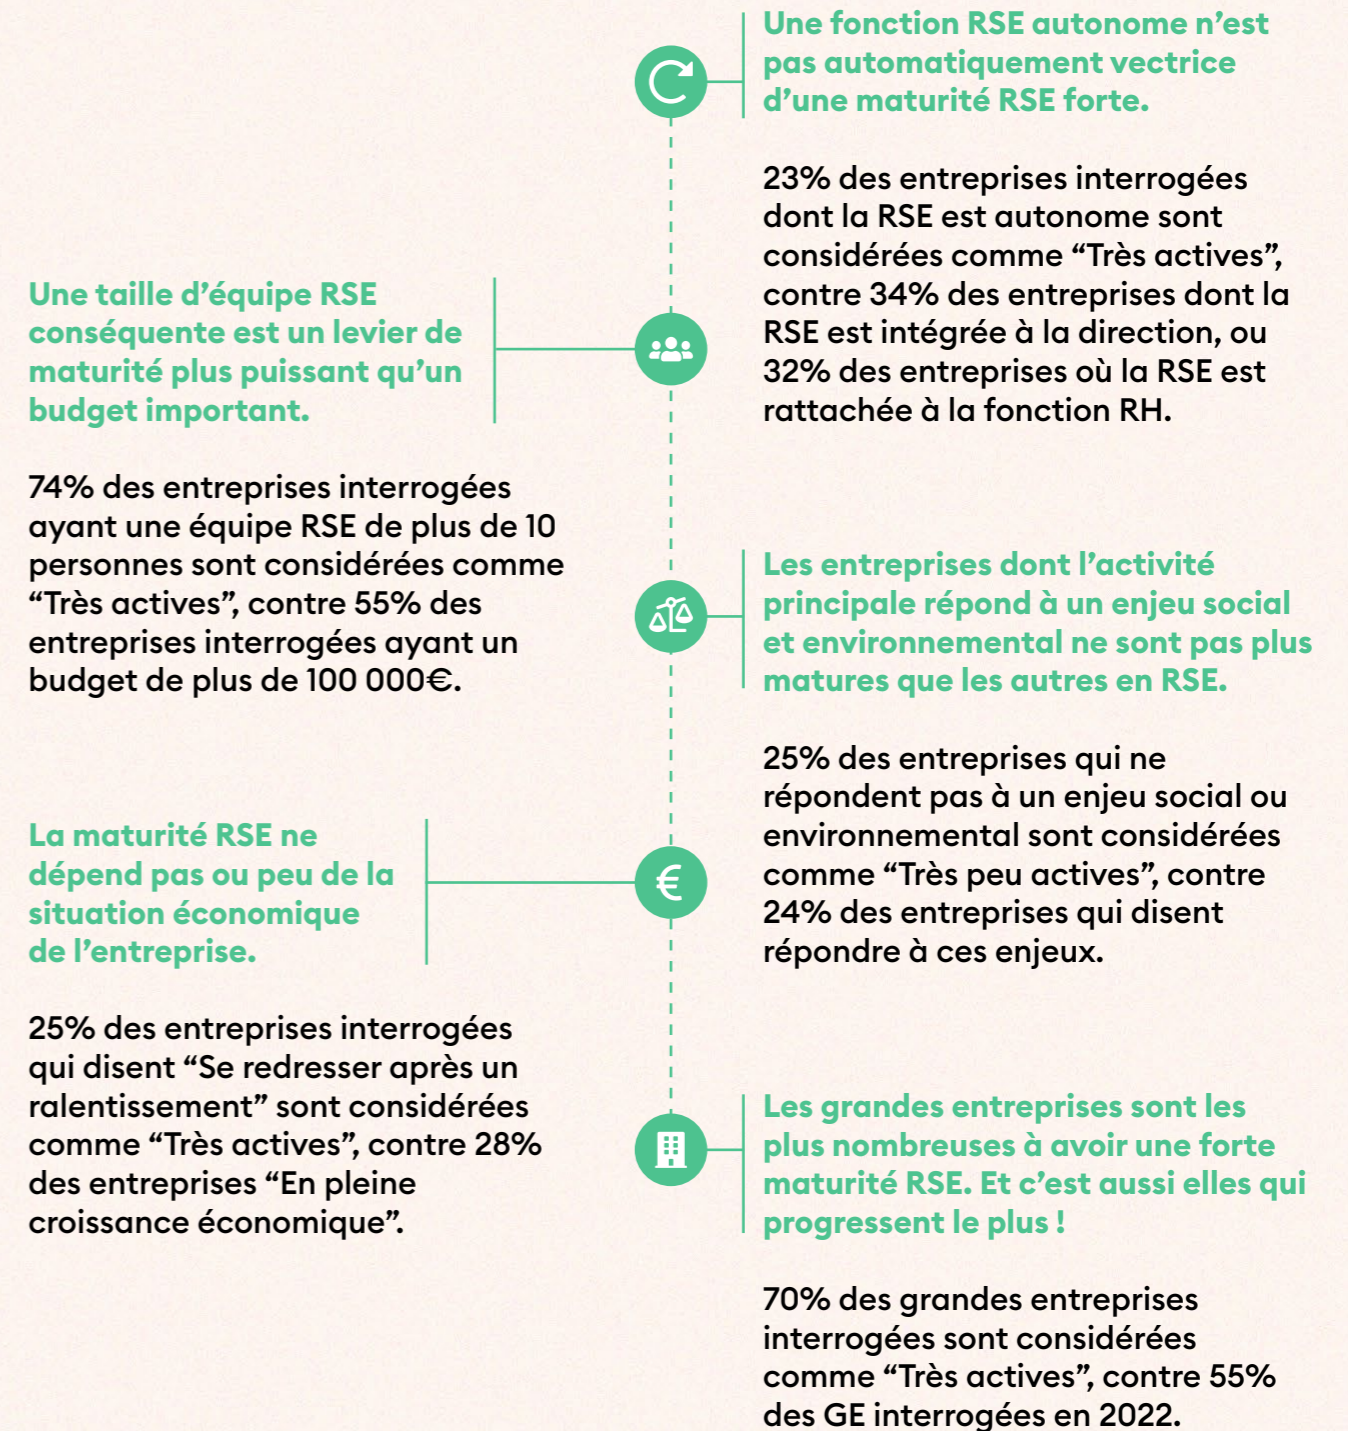 Une fonction RSE autonome n’est
pas automatiquement vectrice
d’une maturité RSE forte.
23% des entreprises interrogées
dont la RSE est autonome sont
considérées comme “Très actives”,
contre 34% des entreprises dont la
RSE est intégrée à la direction, ou
32% des entreprises où la RSE est
rattachée à la fonction RH.
Une taille d’équipe RSE
conséquente est un levier de
maturité plus puissant qu’un
budget important.
74% des entreprises interrogées
ayant une équipe RSE de plus de 10
personnes sont considérées comme
“Très actives”, contre 55% des
entreprises interrogées ayant un
budget de plus de 100 000€.
Les entreprises dont l’activité
principale répond à un enjeu social
et environnemental ne sont pas plus
matures que les autres en RSE.
25% des entreprises qui ne
répondent pas à un enjeu social ou
environnemental sont considérées
comme “Très peu actives”, contre
24% des entreprises qui disent
répondre à ces enjeux.
La maturité RSE ne
dépend pas ou peu de la
situation économique
de l’entreprise.
€
25% des entreprises interrogées
qui disent “Se redresser après un
ralentissement” sont considérées
comme “Très actives”, contre 28%
des entreprises “En pleine
croissance économique”.
Les grandes entreprises sont les
plus nombreuses à avoir une forte
maturité RSE. Et c’est aussi elles qui
progressent le plus !
70% des grandes entreprises
interrogées sont considérées
comme “Très actives”, contre 55%
des GE interrogées en 2022.